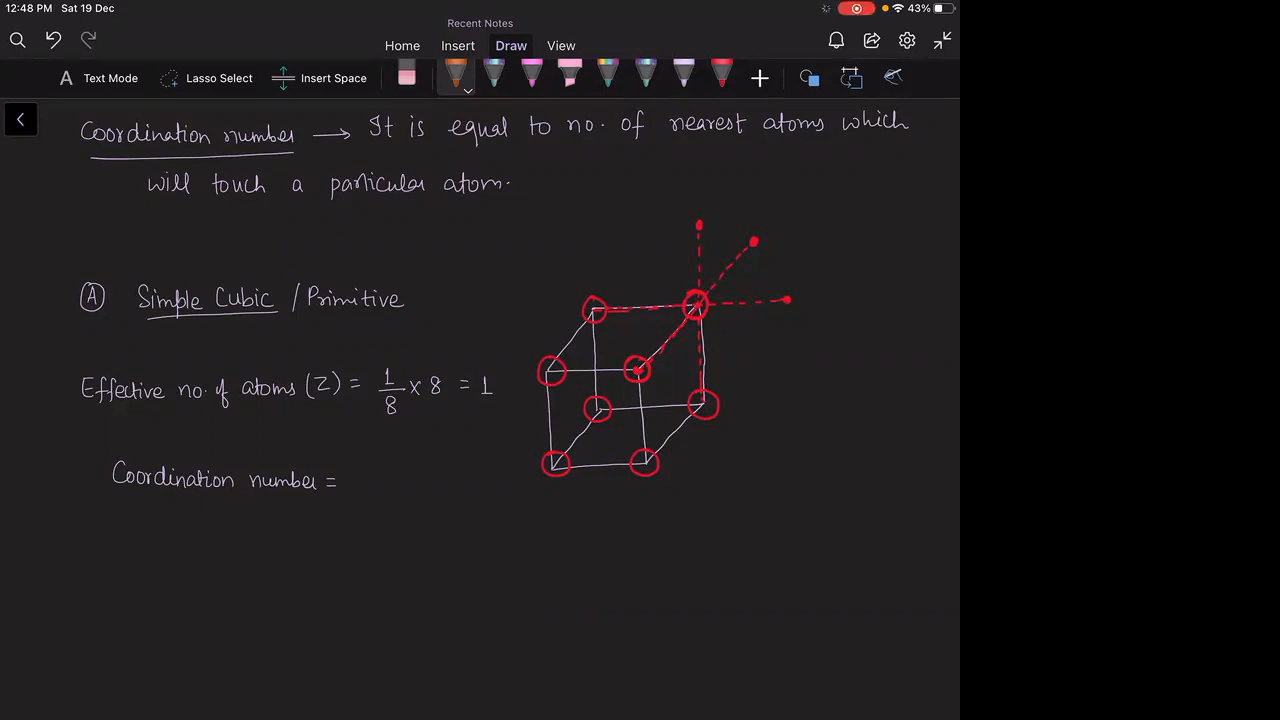 12:48 PM Sat 19 Dec
43%
Recent Notes
Home Insert Draw View
Text Mode Lasso Select Insert Space
Coordination number → It is equal to no. of nearest atoms which
will touch a particular atom.
(A) Simple Cubic / Primitive
Effective no. of atoms (Z) = 1/8 × 8 = 1
Coordination number =